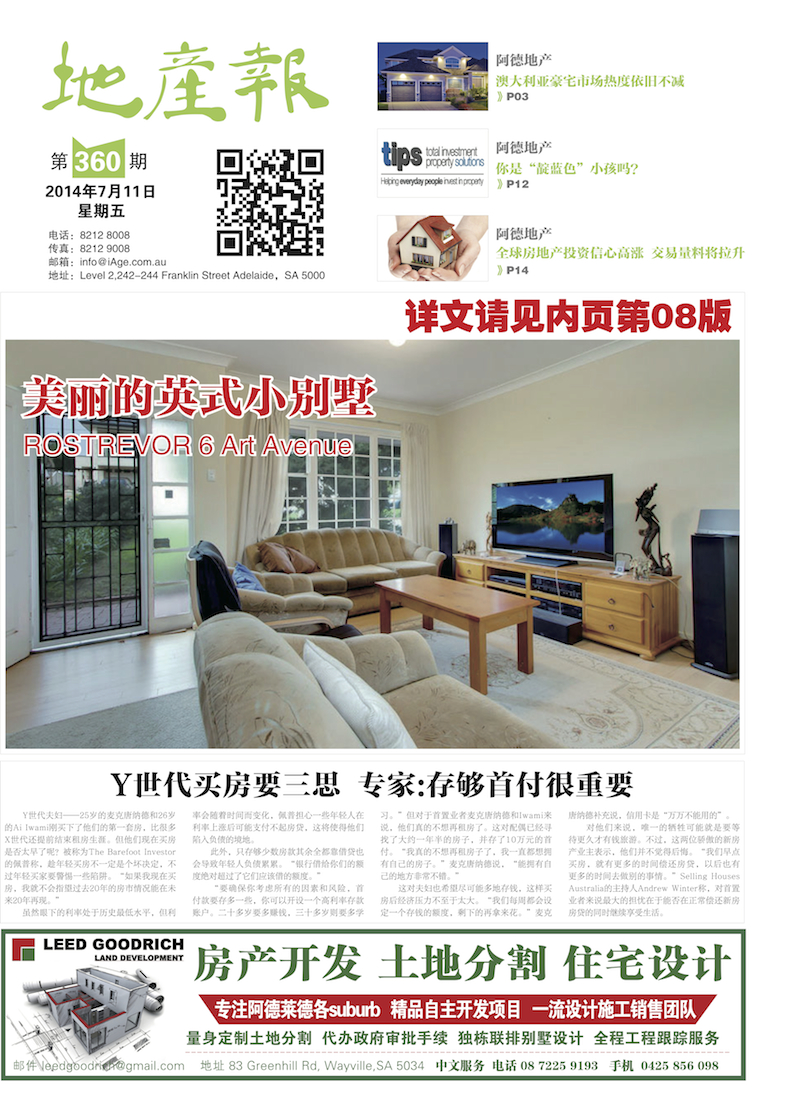 地產報
第 360 期
2014年7月11日
星期五
电话：8212 8008
传真：8212 9008
邮箱：info@iAge.com.au
地址：Level 2,242-244 Franklin Street Adelaide，SA 5000
阿德地产
澳大利亚豪宅市场热度依旧不减
》P03
tips total investment property solutions
Helping everyday people invest in property
阿德地产
你是“靛蓝色”小孩吗？
》P12
阿德地产
全球房地产投资信心高涨 交易量料将拉升
》P14
详文请见内页第08版
美丽的英式小别墅
ROSTREVOR 6 Art Avenue
Y世代买房要三思 专家:存够首付很重要
Y世代夫妇——25岁的麦克唐纳德和26岁
的Ai Iwami刚买下了他们的第一套房，比很多
X世代还提前结束租房生涯。但他们现在买房
是否太早了呢？被称为The Barefoot Investor
的佩普称，趁年轻买房不一定是个坏决定，不
过年轻买家要警惕一些陷阱。“如果我现在买
房，我就不会指望过去20年的房市情况能在未
来20年再现。”
虽然眼下的利率处于历史最低水平，但利
率会随着时间而变化，佩普担心一些年轻人在
利率上涨后可能支付不起房贷，这将使得他们
陷入负债的境地。
此外，只存够少数房款其余全都靠借贷也
会导致年轻人负债累累。“银行借给你们的额
度绝对超过了它们应该借的额度。”
“要确保你考虑所有的因素和风险，首
付款要存多一些，你可以开设一个高利率存款
账户。二十多岁要多赚钱，三十多岁则要多学
习。”但对于首置业者麦克唐纳德和Iwami来
说，他们真的不想再租房了。这对配偶已经寻
找了大约一年半的房子，并存了10万元的首
付。“我真的不想再租房子了，我一直都想拥
有自己的房子。”麦克唐纳德说，“能拥有自
己的地方非常不错。”
这对夫妇也希望尽可能多地存钱，这样买
房后经济压力不至于太大。“我们每周都会设
定一个存钱的额度，剩下的再拿来花。”麦克
唐纳德补充说，信用卡是“万万不能用的”。
对他们来说，唯一的牺牲可能就是要等
待更久才有钱旅游。不过，这两位骄傲的新房
产业主表示，他们并不觉得后悔。“我们早点
买房，就有更多的时间偿还房贷，以后也有
更多的时间去做别的事情。”Selling Houses
Australia的主持人Andrew Winter称，对首置
业者来说最大的担忧在于能否在正常偿还新房
房贷的同时继续享受生活。
LEED GOODRICH
LAND DEVELOPMENT
房产开发 土地分割 住宅设计
专注阿德莱德各suburb 精品自主开发项目 一流设计施工销售团队
量身定制土地分割 代办政府审批手续 独栋联排别墅设计 全程工程跟踪服务
邮件 leedgoodrich@gmail.com 地址 83 Greenhill Rd, Wayville,SA 5034 中文服务 电话 08 7225 9193 手机 0425 856 098